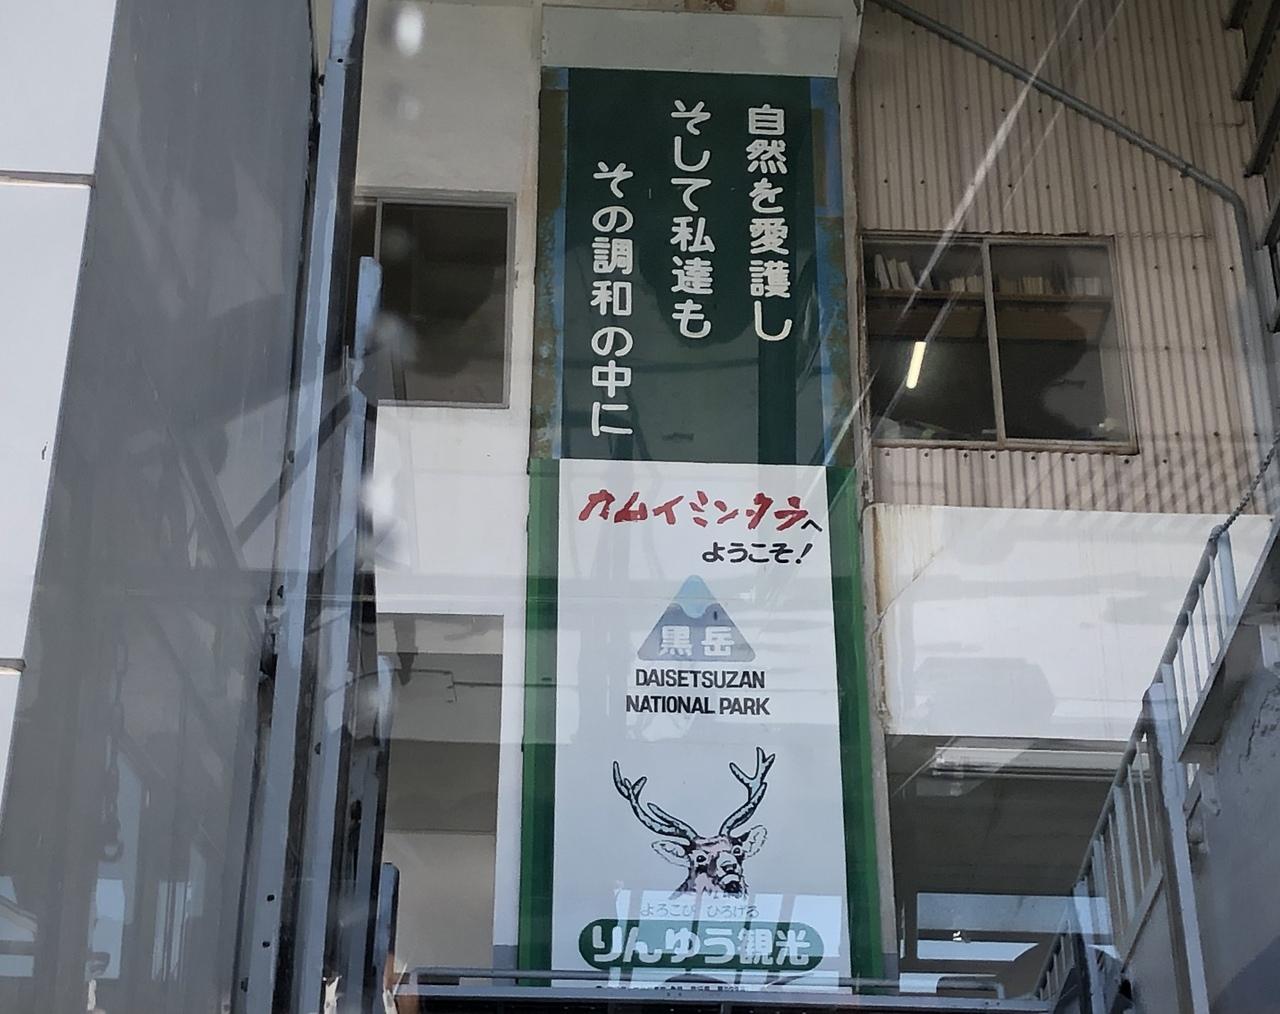 自然を愛護し
そして私達も
その調和の中に
カムイミンタラへ
ようこそ！
黒岳
DAISETSUZAN
NATIONAL PARK
よろこび ひろげる
りんゆう観光